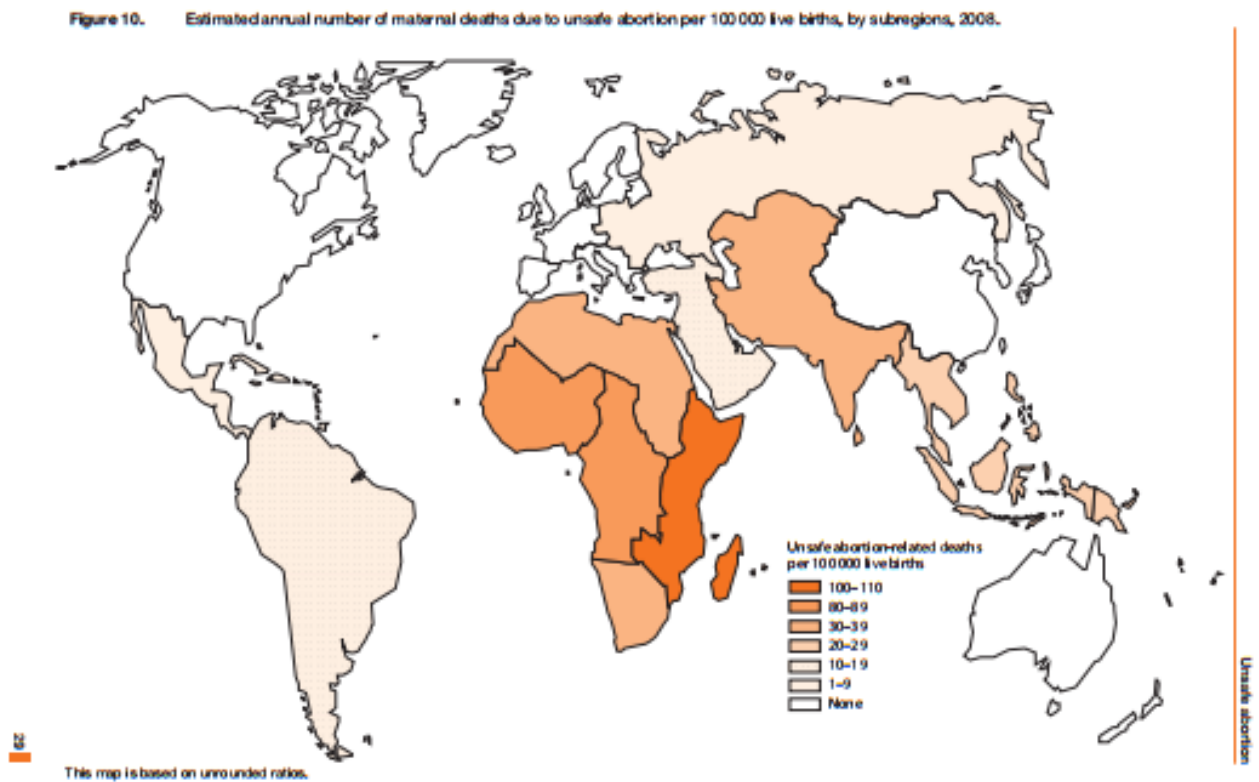 Figure 10. Estimated annual number of maternal deaths due to unsafe abortion per 100 000 live births, by subregions, 2008.
Unsafe abortion-related deaths
per 100 000 live births
100–110
80–89
30–39
20–29
10–19
1–9
None
Unsafe abortion
29
This map is based on unrounded ratios.